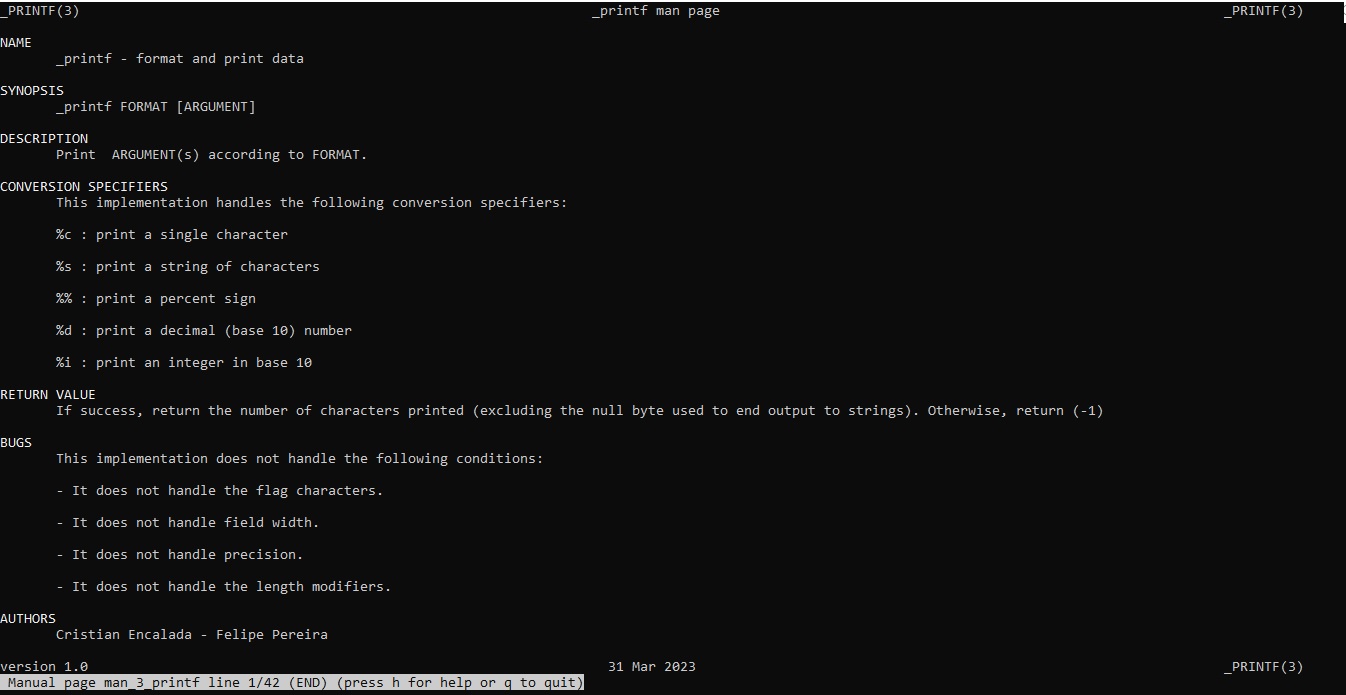 _PRINTF(3) _printf man page _PRINTF(3)
NAME
_printf - format and print data
SYNOPSIS
_printf FORMAT [ARGUMENT]
DESCRIPTION
Print  ARGUMENT(s) according to FORMAT.
CONVERSION SPECIFIERS
This implementation handles the following conversion specifiers:
%c : print a single character
%s : print a string of characters
%% : print a percent sign
%d : print a decimal (base 10) number
%i : print an integer in base 10
RETURN VALUE
If success, return the number of characters printed (excluding the null byte used to end output to strings). Otherwise, return (-1)
BUGS
This implementation does not handle the following conditions:
- It does not handle the flag characters.
- It does not handle field width.
- It does not handle precision.
- It does not handle the length modifiers.
AUTHORS
Cristian Encalada - Felipe Pereira
version 1.0 31 Mar 2023 _PRINTF(3)
Manual page man_3_printf line 1/42 (END) (press h for help or q to quit)